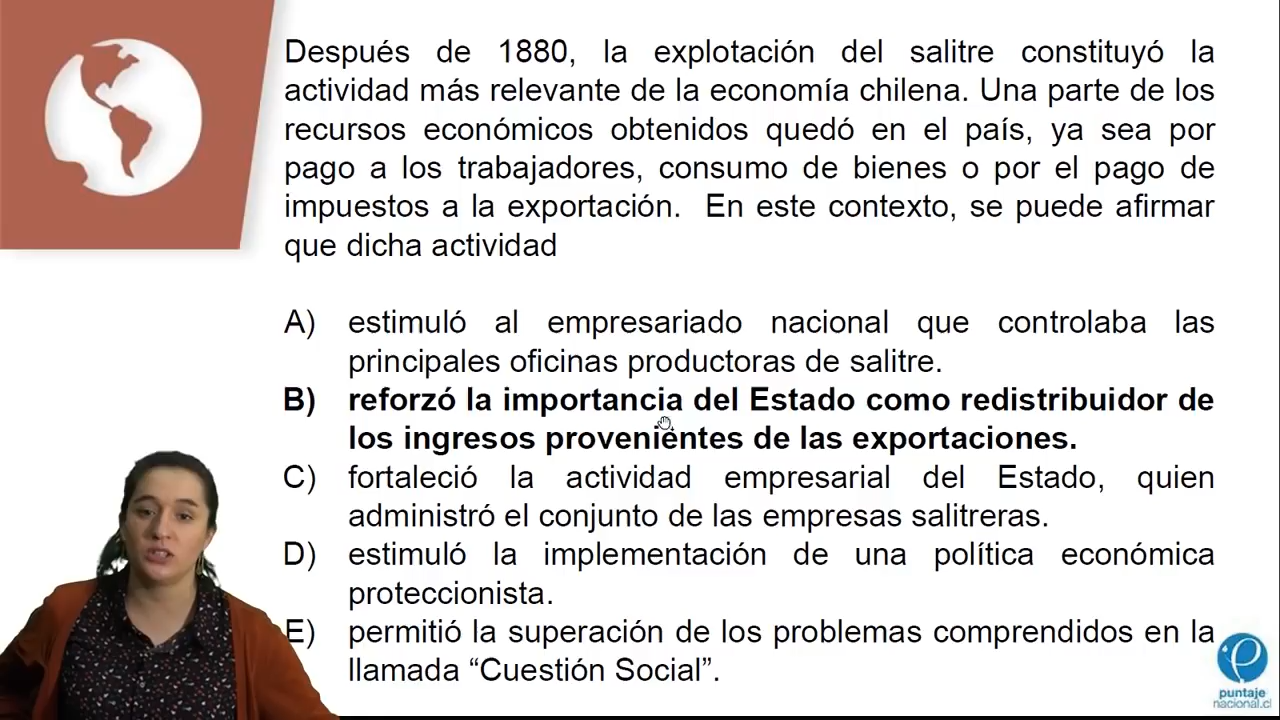 Después de 1880, la explotación del salitre constituyó la
actividad más relevante de la economía chilena. Una parte de los
recursos económicos obtenidos quedó en el país, ya sea por
pago a los trabajadores, consumo de bienes o por el pago de
impuestos a la exportación. En este contexto, se puede afirmar
que dicha actividad
A) estimuló al empresariado nacional que controlaba las
principales oficinas productoras de salitre.
B) reforzó la importancia del Estado como redistribuidor de
los ingresos provenientes de las exportaciones.
C) fortaleció la actividad empresarial del Estado, quien
administró el conjunto de las empresas salitreras.
D) estimuló la implementación de una política económica
proteccionista.
E) permitió la superación de los problemas comprendidos en la
llamada “Cuestión Social”.
puntaje
nacional.cl